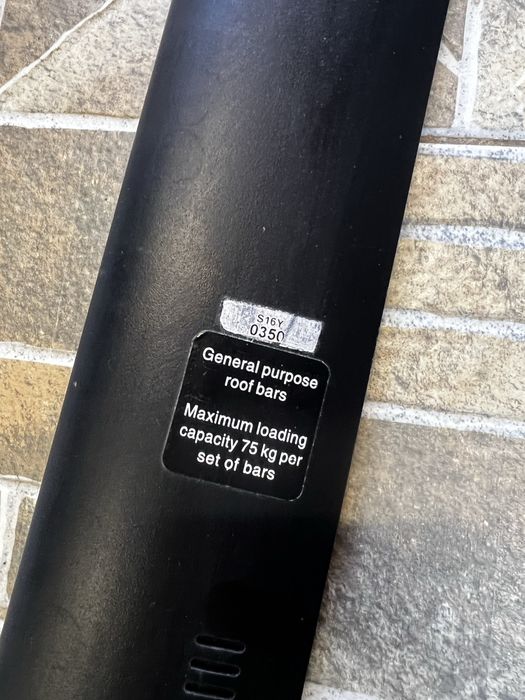 S16Y
0350
General purpose
roof bars
Maximum loading
capacity 75 kg per
set of bars